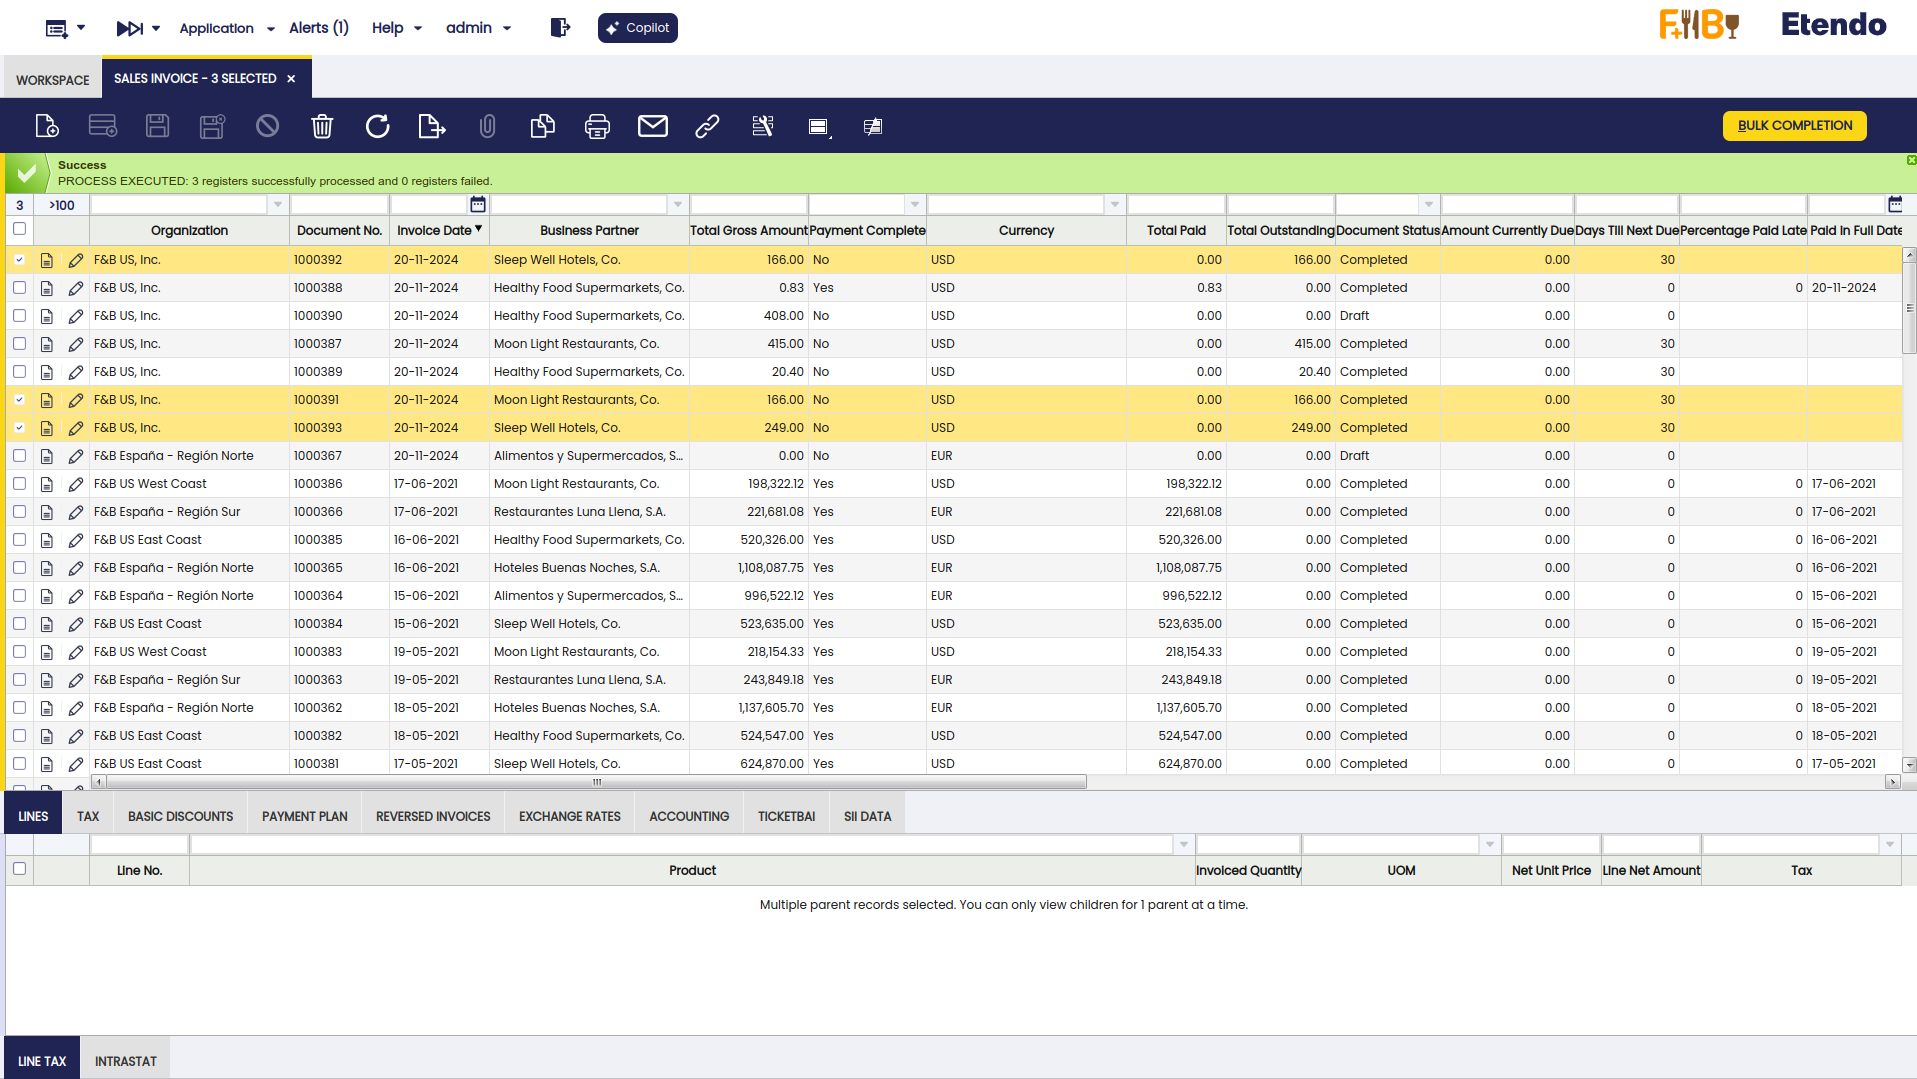 Application Alerts (1) Help admin Copilot F+B Etendo
WORKSPACE SALES INVOICE - 3 SELECTED
BULK COMPLETION
Success
PROCESS EXECUTED: 3 registers successfully processed and 0 registers failed.
3 >100
Organization Document No. Invoice Date Business Partner Total Gross Amount Payment Complete Currency Total Paid Total Outstanding Document Status Amount Currently Due Days Till Next Due Percentage Paid Late Paid In Full Date
F&B US, Inc. 1000392 20-11-2024 Sleep Well Hotels, Co. 166.00 No USD 0.00 166.00 Completed 0.00 30
F&B US, Inc. 1000388 20-11-2024 Healthy Food Supermarkets, Co. 0.83 Yes USD 0.83 0.00 Completed 0.00 0 0 20-11-2024
F&B US, Inc. 1000390 20-11-2024 Healthy Food Supermarkets, Co. 408.00 No USD 0.00 0.00 Draft 0.00 0
F&B US, Inc. 1000387 20-11-2024 Moon Light Restaurants, Co. 415.00 No USD 0.00 415.00 Completed 0.00 30
F&B US, Inc. 1000389 20-11-2024 Healthy Food Supermarkets, Co. 20.40 No USD 0.00 20.40 Completed 0.00 30
F&B US, Inc. 1000391 20-11-2024 Moon Light Restaurants, Co. 166.00 No USD 0.00 166.00 Completed 0.00 30
F&B US, Inc. 1000393 20-11-2024 Sleep Well Hotels, Co. 249.00 No USD 0.00 249.00 Completed 0.00 30
F&B España - Región Norte 1000367 20-11-2024 Alimentos y Supermercados, S... 0.00 No EUR 0.00 0.00 Draft 0.00 0
F&B US West Coast 1000386 17-06-2021 Moon Light Restaurants, Co. 198,322.12 Yes USD 198,322.12 0.00 Completed 0.00 0 0 17-06-2021
F&B España - Región Sur 1000366 17-06-2021 Restaurantes Luna Llena, S.A. 221,681.08 Yes EUR 221,681.08 0.00 Completed 0.00 0 0 17-06-2021
F&B US East Coast 1000385 16-06-2021 Healthy Food Supermarkets, Co. 520,326.00 Yes USD 520,326.00 0.00 Completed 0.00 0 0 16-06-2021
F&B España - Región Norte 1000365 16-06-2021 Hoteles Buenas Noches, S.A. 1,108,087.75 Yes EUR 1,108,087.75 0.00 Completed 0.00 0 0 16-06-2021
F&B España - Región Norte 1000364 15-06-2021 Alimentos y Supermercados, S... 996,522.12 Yes EUR 996,522.12 0.00 Completed 0.00 0 0 15-06-2021
F&B US East Coast 1000384 15-06-2021 Sleep Well Hotels, Co. 523,635.00 Yes USD 523,635.00 0.00 Completed 0.00 0 0 15-06-2021
F&B US West Coast 1000383 19-05-2021 Moon Light Restaurants, Co. 218,154.33 Yes USD 218,154.33 0.00 Completed 0.00 0 0 19-05-2021
F&B España - Región Sur 1000363 19-05-2021 Restaurantes Luna Llena, S.A. 243,849.18 Yes EUR 243,849.18 0.00 Completed 0.00 0 0 19-05-2021
F&B España - Región Norte 1000362 18-05-2021 Hoteles Buenas Noches, S.A. 1,137,605.70 Yes EUR 1,137,605.70 0.00 Completed 0.00 0 0 18-05-2021
F&B US East Coast 1000382 18-05-2021 Healthy Food Supermarkets, Co. 524,547.00 Yes USD 524,547.00 0.00 Completed 0.00 0 0 18-05-2021
F&B US East Coast 1000381 17-05-2021 Sleep Well Hotels, Co. 624,870.00 Yes USD 624,870.00 0.00 Completed 0.00 0 0 17-05-2021
LINES TAX BASIC DISCOUNTS PAYMENT PLAN REVERSED INVOICES EXCHANGE RATES ACCOUNTING TICKETBAI SII DATA
Line No. Product Invoiced Quantity UOM Net Unit Price Line Net Amount Tax
Multiple parent records selected. You can only view children for 1 parent at a time.
LINE TAX INTRASTAT